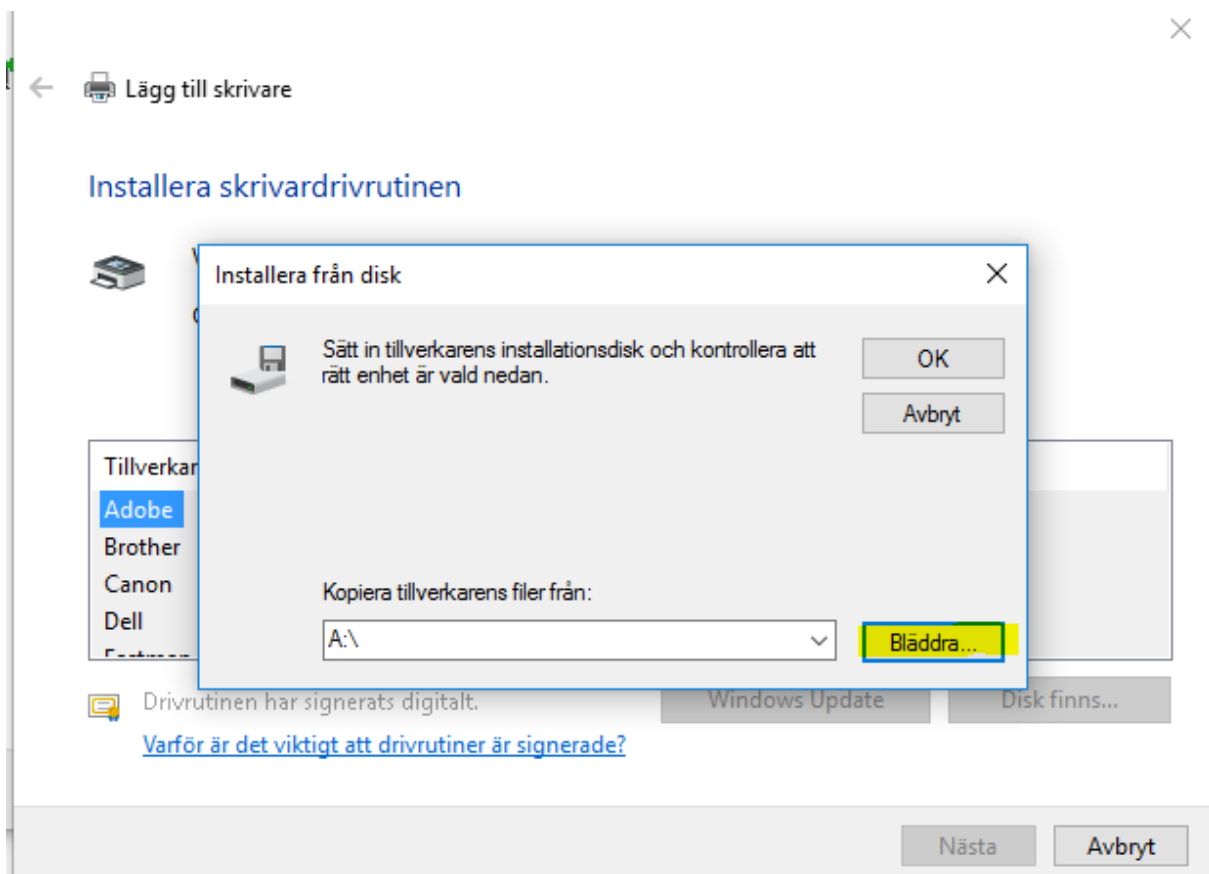 Lägg till skrivare
Installera skrivardrivrutinen
Installera från disk
Sätt in tillverkarens installationsdisk och kontrollera att
rätt enhet är vald nedan.
OK
Avbryt
Tillverkar
Adobe
Brother
Canon
Dell
Kopiera tillverkarens filer från:
A:\
Bläddra...
Drivrutinen har signerats digitalt.
Windows Update
Disk finns...
Varför är det viktigt att drivrutiner är signerade?
Nästa
Avbryt